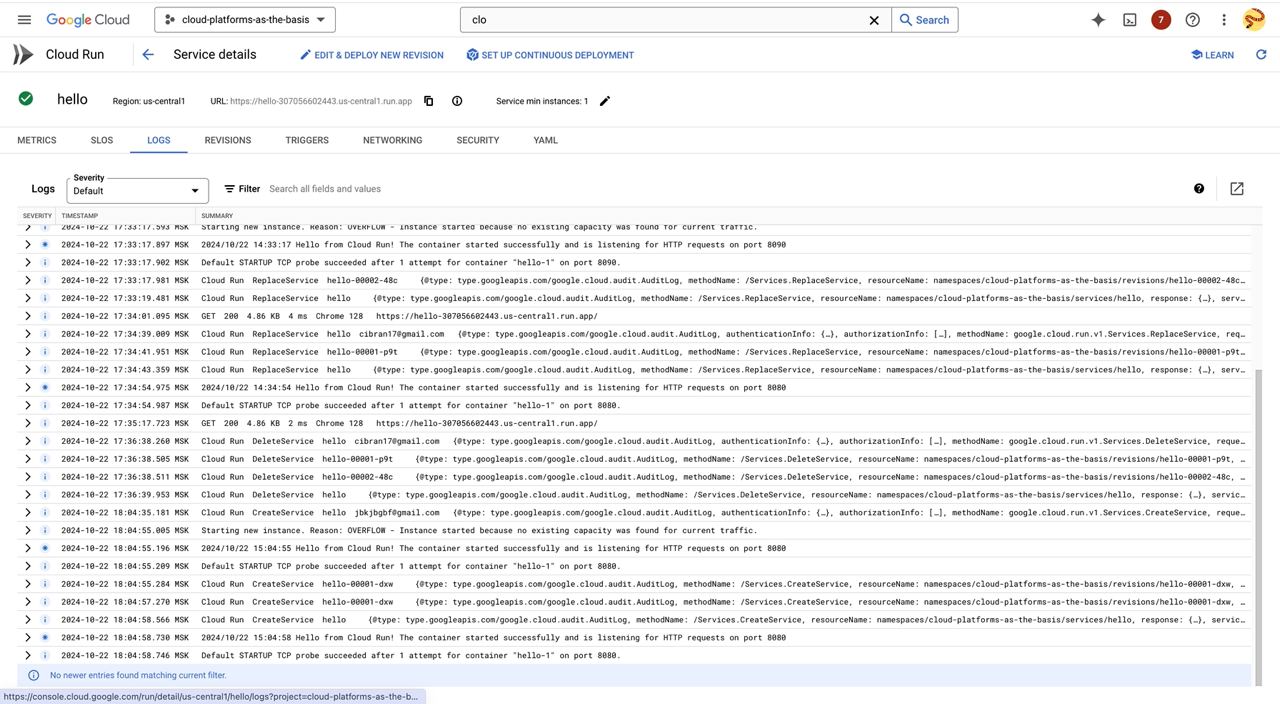 Google Cloud
cloud-platforms-as-the-basis
clo
Search
7
Cloud Run
Service details
EDIT & DEPLOY NEW REVISION
SET UP CONTINUOUS DEPLOYMENT
LEARN
hello
Region: us-central1
URL: https://hello-307056602443.us-central1.run.app
Service min instances: 1
METRICS SLOS LOGS REVISIONS TRIGGERS NETWORKING SECURITY YAML
Logs
Severity
Default
Filter
Search all fields and values
SEVERITY TIMESTAMP SUMMARY
2024-10-22 17:33:17.593 MSK Starting new instance. Reason: OVERFLOW - Instance started because no existing capacity was found for current traffic.
2024-10-22 17:33:17.897 MSK 2024/10/22 14:33:17 Hello from Cloud Run! The container started successfully and is listening for HTTP requests on port 8090
2024-10-22 17:33:17.902 MSK Default STARTUP TCP probe succeeded after 1 attempt for container "hello-1" on port 8090.
2024-10-22 17:33:17.981 MSK Cloud Run ReplaceService hello-00002-48c {@type: type.googleapis.com/google.cloud.audit.AuditLog, methodName: /Services.ReplaceService, resourceName: namespaces/cloud-platforms-as-the-basis/revisions/hello-00002-48c…
2024-10-22 17:33:19.481 MSK Cloud Run ReplaceService hello {@type: type.googleapis.com/google.cloud.audit.AuditLog, methodName: /Services.ReplaceService, resourceName: namespaces/cloud-platforms-as-the-basis/services/hello, response: {…}, serv…
2024-10-22 17:34:01.095 MSK GET 200 4.86 KB 4 ms Chrome 128 https://hello-307056602443.us-central1.run.app/
2024-10-22 17:34:39.009 MSK Cloud Run ReplaceService hello cibran17@gmail.com {@type: type.googleapis.com/google.cloud.audit.AuditLog, authenticationInfo: {…}, authorizationInfo: […], methodName: google.cloud.run.v1.Services.ReplaceService, req…
2024-10-22 17:34:41.951 MSK Cloud Run ReplaceService hello-00001-p9t {@type: type.googleapis.com/google.cloud.audit.AuditLog, methodName: /Services.ReplaceService, resourceName: namespaces/cloud-platforms-as-the-basis/revisions/hello-00001-p9t…
2024-10-22 17:34:43.359 MSK Cloud Run ReplaceService hello {@type: type.googleapis.com/google.cloud.audit.AuditLog, methodName: /Services.ReplaceService, resourceName: namespaces/cloud-platforms-as-the-basis/services/hello, response: {…}, serv…
2024-10-22 17:34:54.975 MSK 2024/10/22 14:34:54 Hello from Cloud Run! The container started successfully and is listening for HTTP requests on port 8080
2024-10-22 17:34:54.987 MSK Default STARTUP TCP probe succeeded after 1 attempt for container "hello-1" on port 8080.
2024-10-22 17:35:17.723 MSK GET 200 4.86 KB 2 ms Chrome 128 https://hello-307056602443.us-central1.run.app/
2024-10-22 17:36:38.260 MSK Cloud Run DeleteService hello cibran17@gmail.com {@type: type.googleapis.com/google.cloud.audit.AuditLog, authenticationInfo: {…}, authorizationInfo: […], methodName: google.cloud.run.v1.Services.DeleteService, reque…
2024-10-22 17:36:38.505 MSK Cloud Run DeleteService hello-00001-p9t {@type: type.googleapis.com/google.cloud.audit.AuditLog, methodName: /Services.DeleteService, resourceName: namespaces/cloud-platforms-as-the-basis/revisions/hello-00001-p9t, …
2024-10-22 17:36:38.511 MSK Cloud Run DeleteService hello-00002-48c {@type: type.googleapis.com/google.cloud.audit.AuditLog, methodName: /Services.DeleteService, resourceName: namespaces/cloud-platforms-as-the-basis/revisions/hello-00002-48c, …
2024-10-22 17:36:39.953 MSK Cloud Run DeleteService hello {@type: type.googleapis.com/google.cloud.audit.AuditLog, methodName: /Services.DeleteService, resourceName: namespaces/cloud-platforms-as-the-basis/services/hello, response: {…}, servic…
2024-10-22 18:04:35.181 MSK Cloud Run CreateService hello jbkjbgbf@gmail.com {@type: type.googleapis.com/google.cloud.audit.AuditLog, authenticationInfo: {…}, authorizationInfo: […], methodName: google.cloud.run.v1.Services.CreateService, reque…
2024-10-22 18:04:55.005 MSK Starting new instance. Reason: OVERFLOW - Instance started because no existing capacity was found for current traffic.
2024-10-22 18:04:55.196 MSK 2024/10/22 15:04:55 Hello from Cloud Run! The container started successfully and is listening for HTTP requests on port 8080
2024-10-22 18:04:55.209 MSK Default STARTUP TCP probe succeeded after 1 attempt for container "hello-1" on port 8080.
2024-10-22 18:04:55.284 MSK Cloud Run CreateService hello-00001-dxw {@type: type.googleapis.com/google.cloud.audit.AuditLog, methodName: /Services.CreateService, resourceName: namespaces/cloud-platforms-as-the-basis/revisions/hello-00001-dxw, …
2024-10-22 18:04:57.270 MSK Cloud Run CreateService hello-00001-dxw {@type: type.googleapis.com/google.cloud.audit.AuditLog, methodName: /Services.CreateService, resourceName: namespaces/cloud-platforms-as-the-basis/revisions/hello-00001-dxw, …
2024-10-22 18:04:58.566 MSK Cloud Run CreateService hello {@type: type.googleapis.com/google.cloud.audit.AuditLog, methodName: /Services.CreateService, resourceName: namespaces/cloud-platforms-as-the-basis/services/hello, response: {…}, servic…
2024-10-22 18:04:58.730 MSK 2024/10/22 15:04:58 Hello from Cloud Run! The container started successfully and is listening for HTTP requests on port 8080
2024-10-22 18:04:58.746 MSK Default STARTUP TCP probe succeeded after 1 attempt for container "hello-1" on port 8080.
No newer entries found matching current filter.
https://console.cloud.google.com/run/detail/us-central1/hello/logs?project=cloud-platforms-as-the-b...